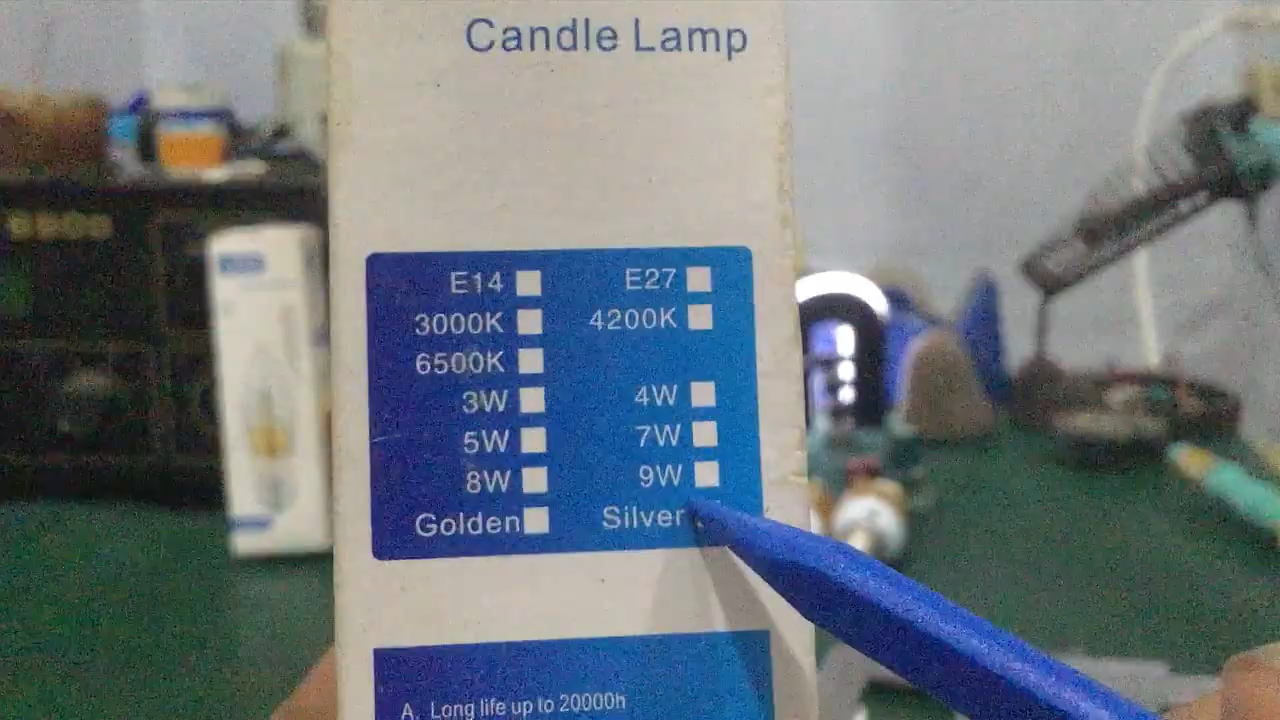 Candle Lamp
E14 E27
3000K 4200K
6500K
3W 4W
5W 7W
8W 9W
Golden Silver
A. Long life up to 20000h